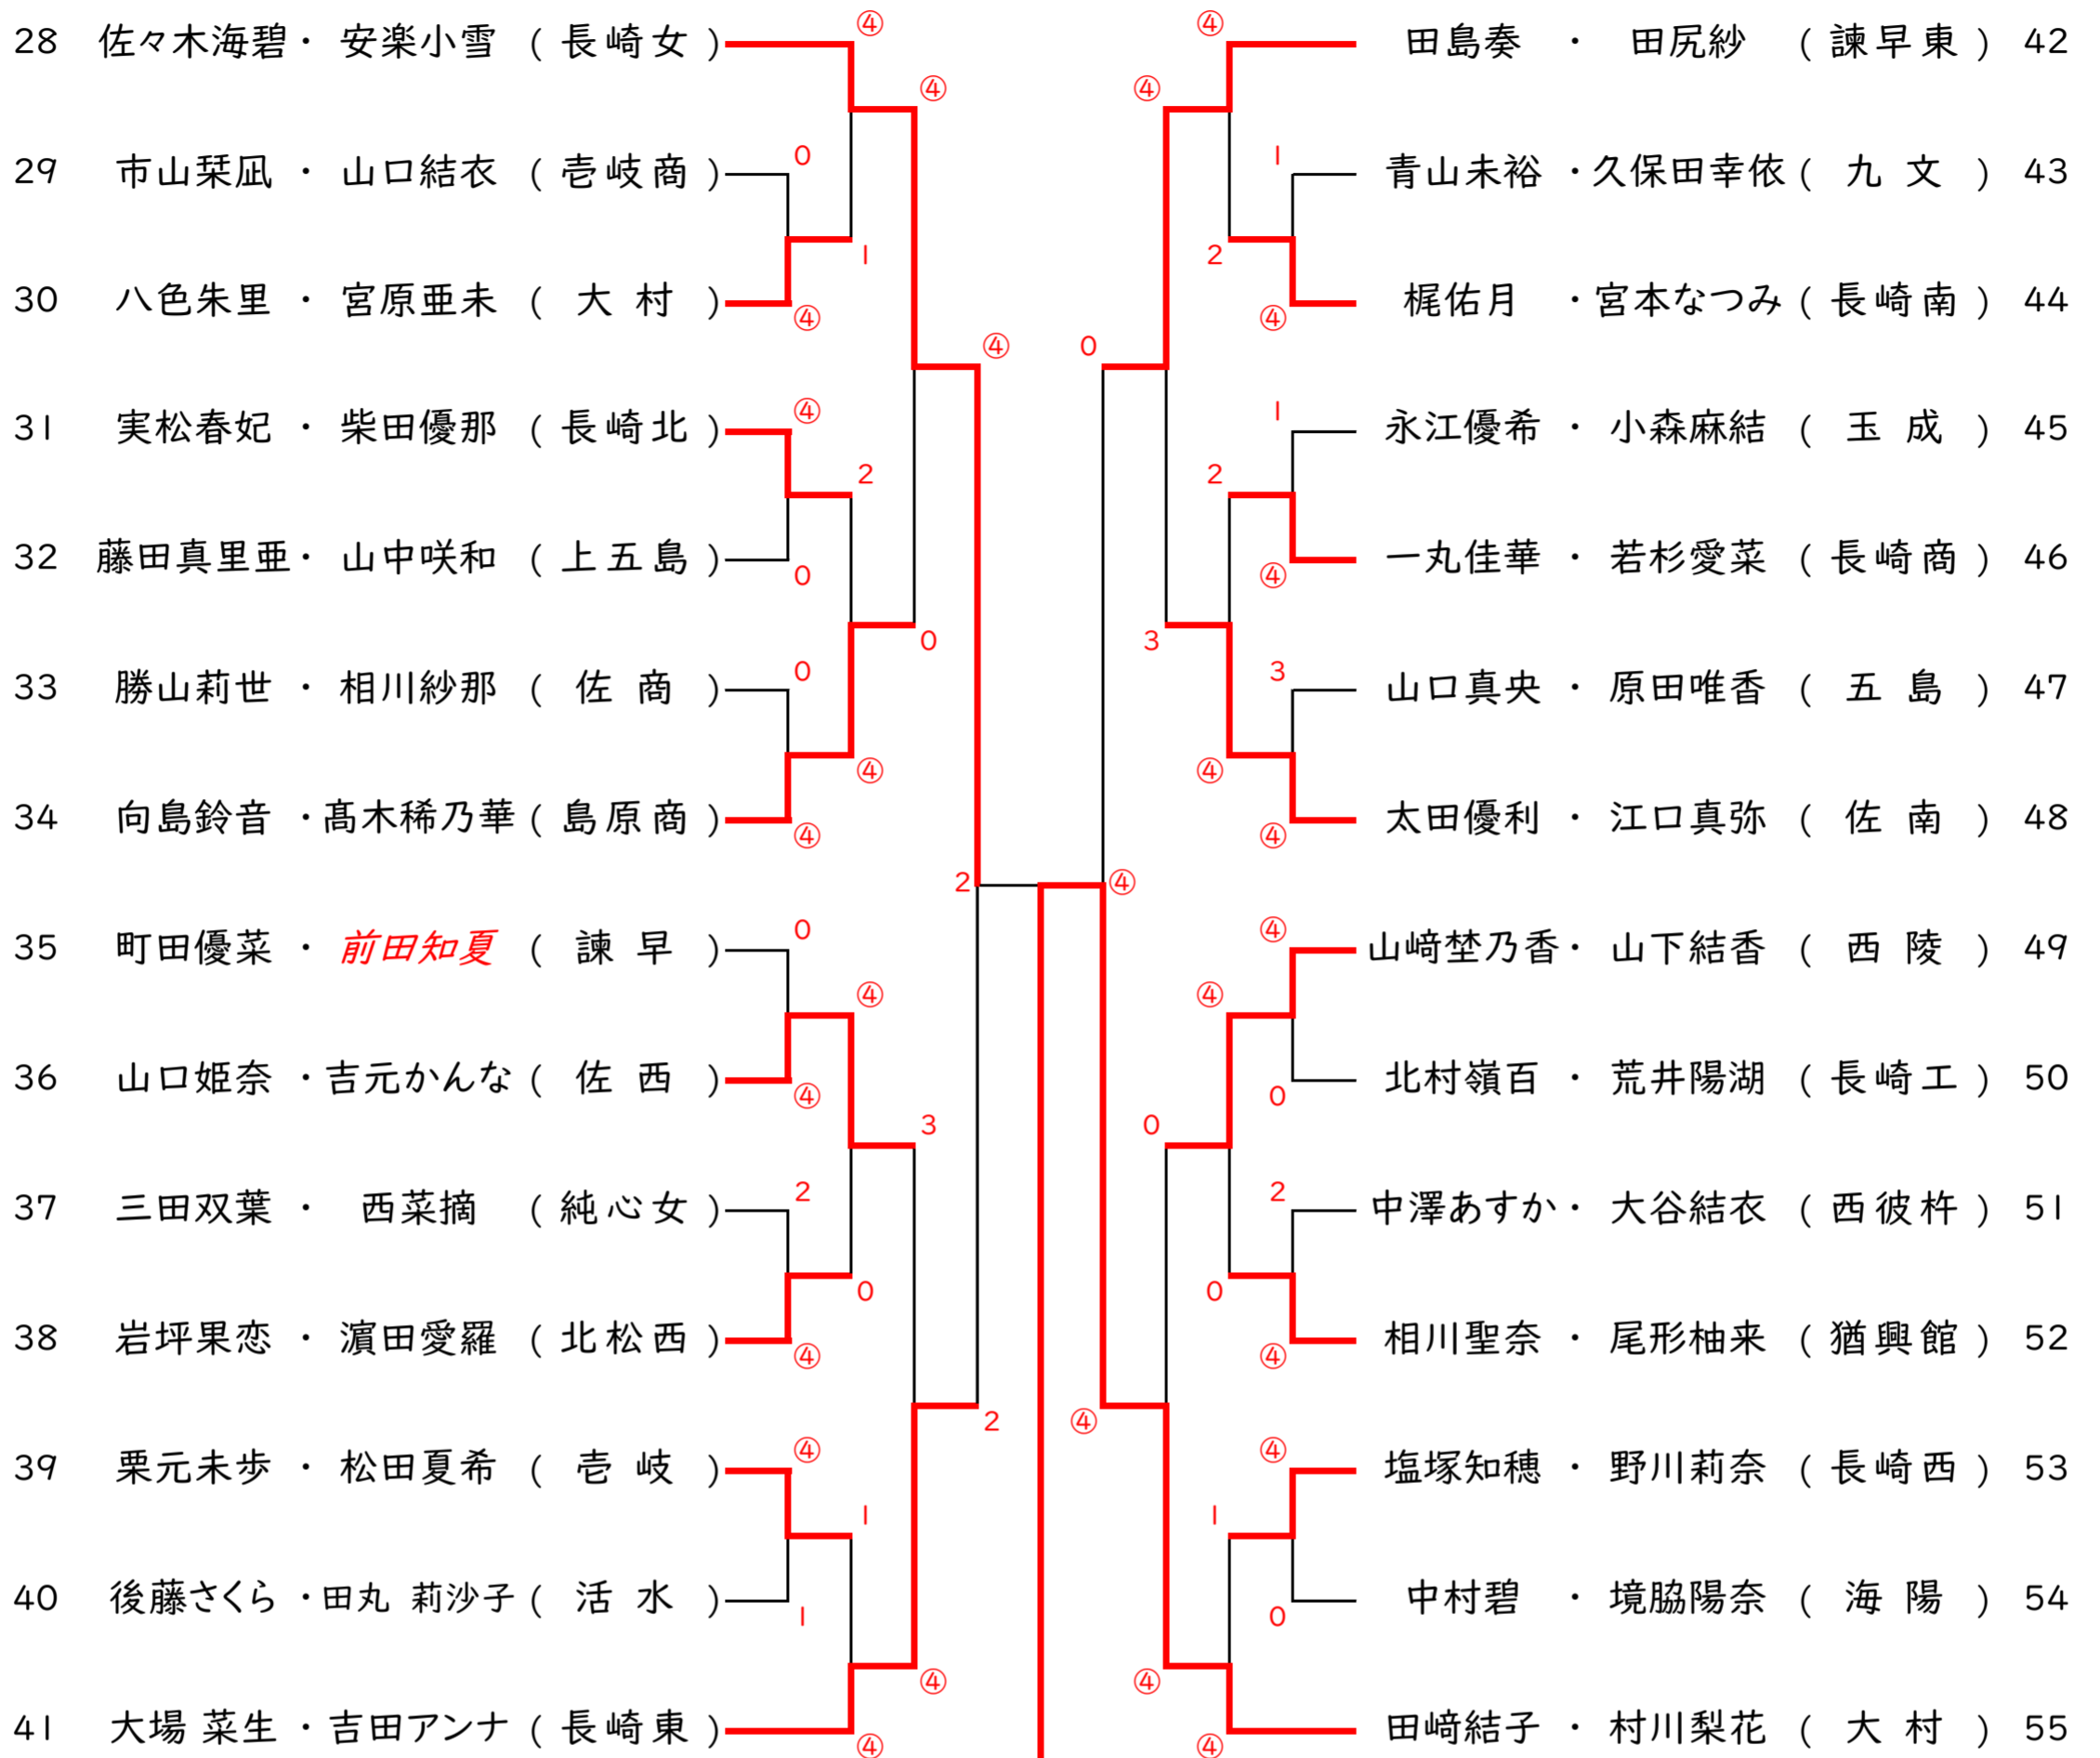 ④ ④
28 佐々木海碧・ 安楽小雪 ( 長崎女 ) 田島奏 ・ 田尻紗 ( 諫早東 ) 42
④ ④
0 1
29 市山栞凪 ・ 山口結衣 ( 壱岐商 ) 青山未裕 ・久保田幸依 ( 九文 ) 43
1 2
30 八色朱里 ・ 宮原亜未 ( 大村 ) 梶佑月 ・宮本なつみ ( 長崎南 ) 44
④ ④
④ 0
④ 1
31 実松春妃 ・ 柴田優那 ( 長崎北 ) 永江優希 ・ 小森麻結 ( 玉成 ) 45
2 2
32 藤田真里亜・ 山中咲和 ( 上五島 ) 一丸佳華 ・ 若杉愛菜 ( 長崎商 ) 46
0 ④
0 3
0 3
33 勝山莉世 ・ 相川紗那 ( 佐商 ) 山口真央 ・ 原田唯香 ( 五島 ) 47
④ ④
34 向島鈴音 ・髙木稀乃華 ( 島原商 ) 太田優利 ・ 江口真弥 ( 佐南 ) 48
④ ④
2 ④
0 ④
35 町田優菜 ・ 前田知夏 ( 諫早 ) 山﨑埜乃香・ 山下結香 ( 西陵 ) 49
④ ④
36 山口姫奈 ・吉元かんな ( 佐西 ) 北村嶺百 ・ 荒井陽湖 ( 長崎工 ) 50
④ 0
3 0
2 2
37 三田双葉 ・ 西菜摘 ( 純心女 ) 中澤あすか・ 大谷結衣 ( 西彼杵 ) 51
0 0
38 岩坪果恋 ・ 濵田愛羅 ( 北松西 ) 相川聖奈 ・ 尾形柚来 ( 猶興館 ) 52
④ ④
2 ④
④ ④
39 栗元未歩 ・ 松田夏希 ( 壱岐 ) 塩塚知穂 ・ 野川莉奈 ( 長崎西 ) 53
1 1
40 後藤さくら ・田丸 莉沙子 ( 活水 ) 中村碧 ・ 境脇陽奈 ( 海陽 ) 54
1 0
④ ④
41 大場 菜生 ・ 吉田アンナ ( 長崎東 ) 田﨑結子 ・ 村川梨花 ( 大村 ) 55
④ ④